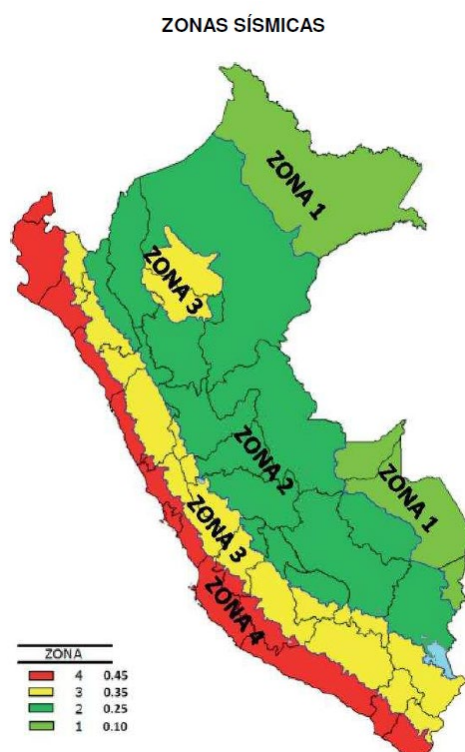 ZONAS SÍSMICAS
ZONA 1
ZONA 3
ZONA 2
ZONA 1
ZONA 3
ZONA 4
ZONA
4 0.45
3 0.35
2 0.25
1 0.10